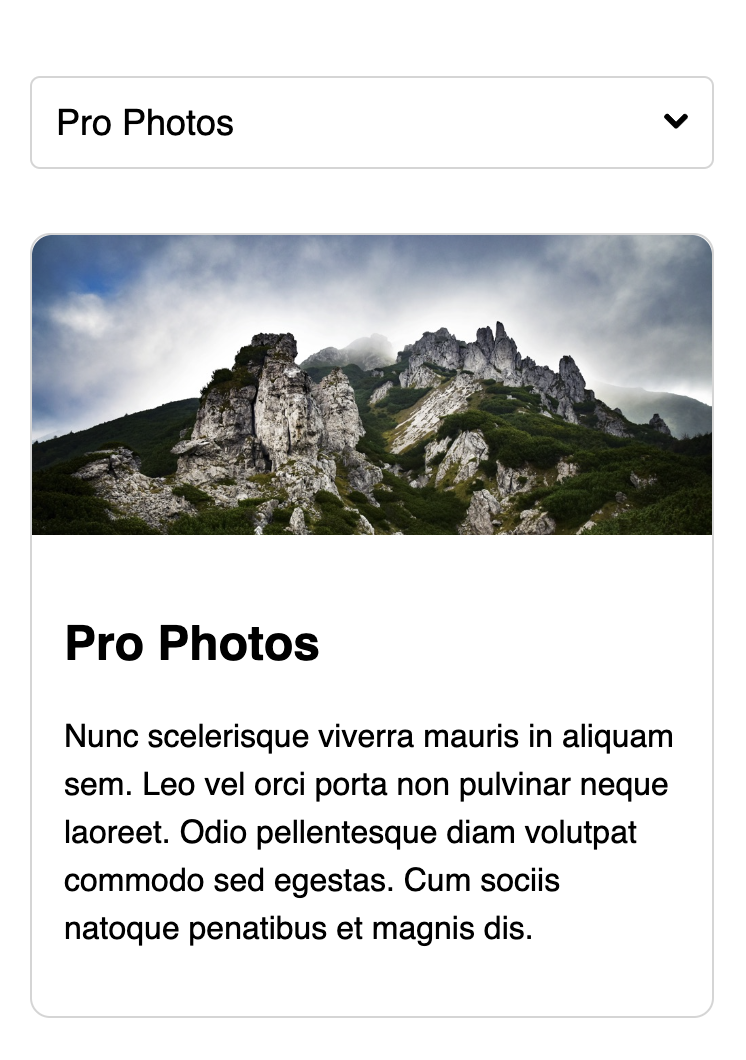 Pro Photos
Pro Photos
Nunc scelerisque viverra mauris in aliquam
sem. Leo vel orci porta non pulvinar neque
laoreet. Odio pellentesque diam volutpat
commodo sed egestas. Cum sociis
natoque penatibus et magnis dis.